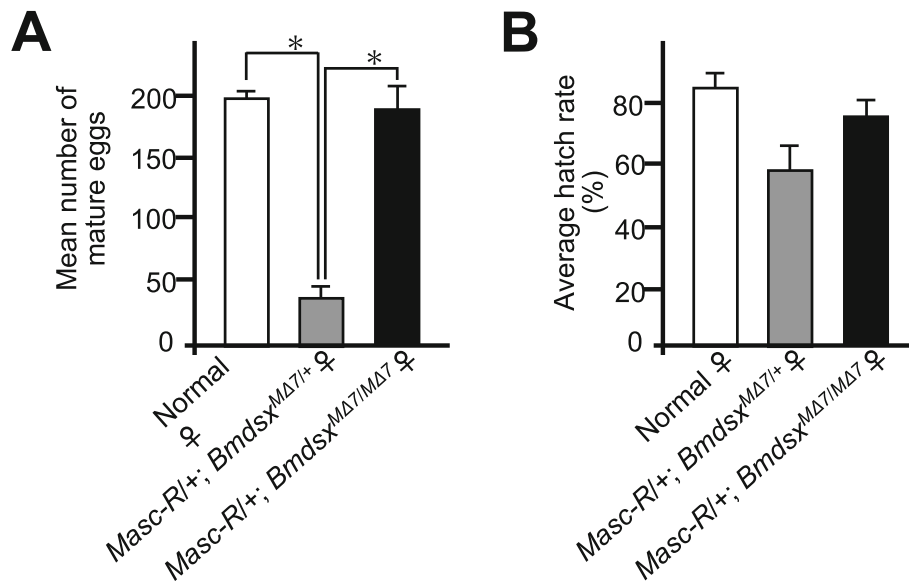 A
Mean number of
mature eggs
200
150
100
50
0
*
*
Normal
♀
Masc-R/+; Bmdsx^MΔ7/+ ♀
Masc-R/+; Bmdsx^MΔ7/MΔ7 ♀
B
Average hatch rate
(%)
80
60
40
20
0
Normal ♀
Masc-R/+; Bmdsx^MΔ7/+ ♀
Masc-R/+; Bmdsx^MΔ7/MΔ7 ♀